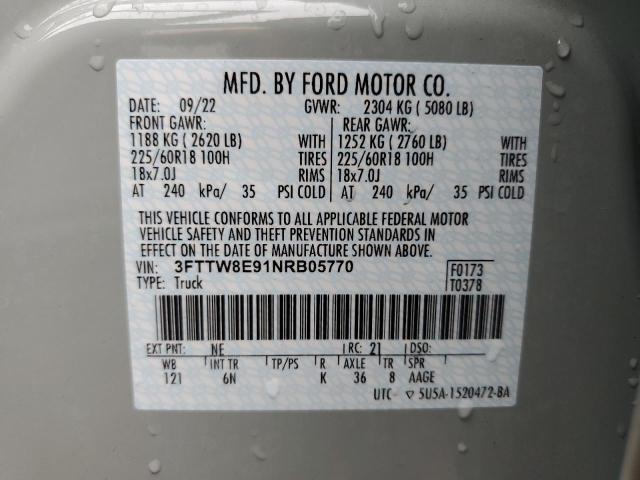 MFD. BY FORD MOTOR CO.
DATE: 09/22 GVWR: 2304 KG ( 5080 LB)
FRONT GAWR: REAR GAWR:
1188 KG ( 2620 LB) WITH 1252 KG ( 2760 LB) WITH
225/60R18 100H TIRES 225/60R18 100H TIRES
18x7.0J RIMS 18x7.0J RIMS
AT 240 kPa/ 35 PSI COLD AT 240 kPa/ 35 PSI COLD
THIS VEHICLE CONFORMS TO ALL APPLICABLE FEDERAL MOTOR
VEHICLE SAFETY AND THEFT PREVENTION STANDARDS IN
EFFECT ON THE DATE OF MANUFACTURE SHOWN ABOVE.
VIN: 3FTTW8E91NRB05770 F0173
TYPE: Truck T0378
EXT PNT: NE RC: 21 DSO:
WB INT TR TP/PS R AXLE TR SPR
121 6N K 36 8 AAGE
UTC ▽ 5U5A-1520472-BA